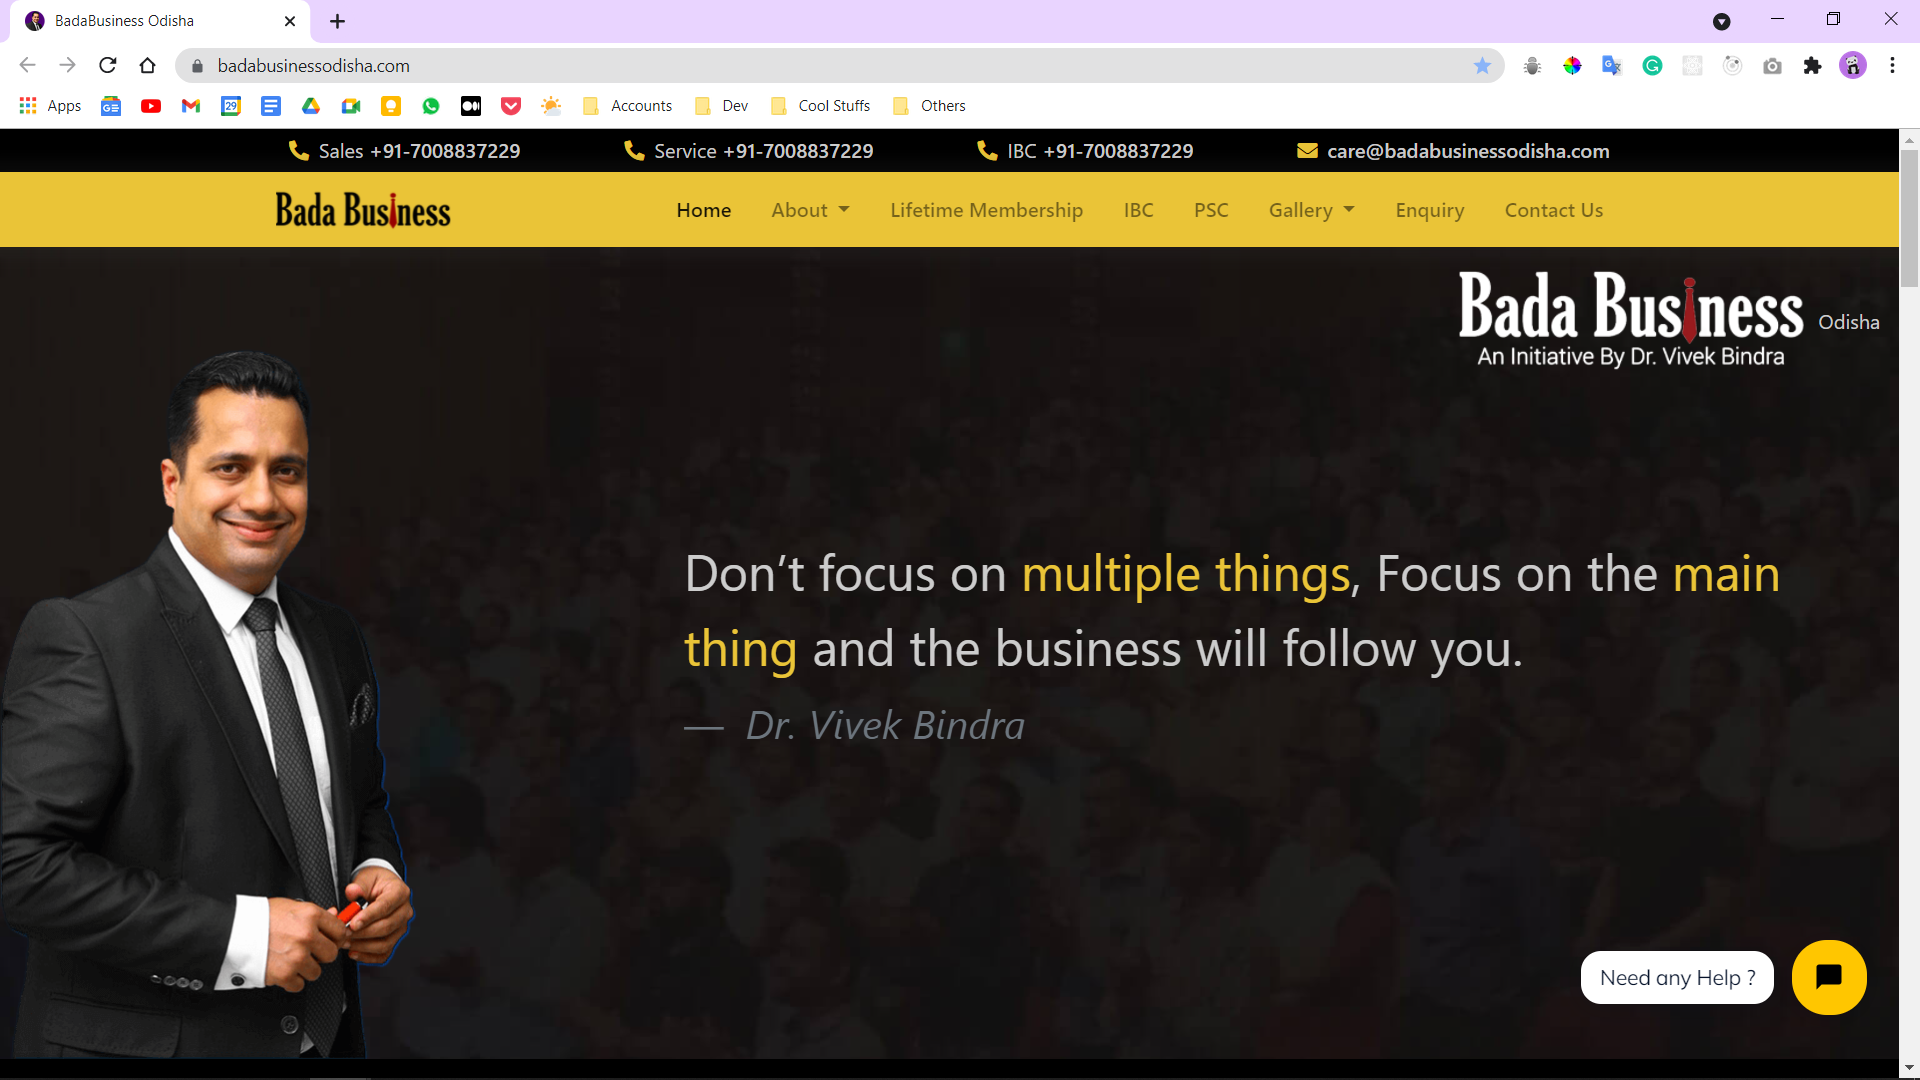 BadaBusiness Odisha
badabusinessodisha.com
Apps
29
Accounts
Dev
Cool Stuffs
Others
Sales +91-7008837229
Service +91-7008837229
IBC +91-7008837229
care@badabusinessodisha.com
Bada Business
Home
About
Lifetime Membership
IBC
PSC
Gallery
Enquiry
Contact Us
Bada Business
Odisha
An Initiative By Dr. Vivek Bindra
Don’t focus on multiple things, Focus on the main
thing and the business will follow you.
— Dr. Vivek Bindra
Need any Help ?